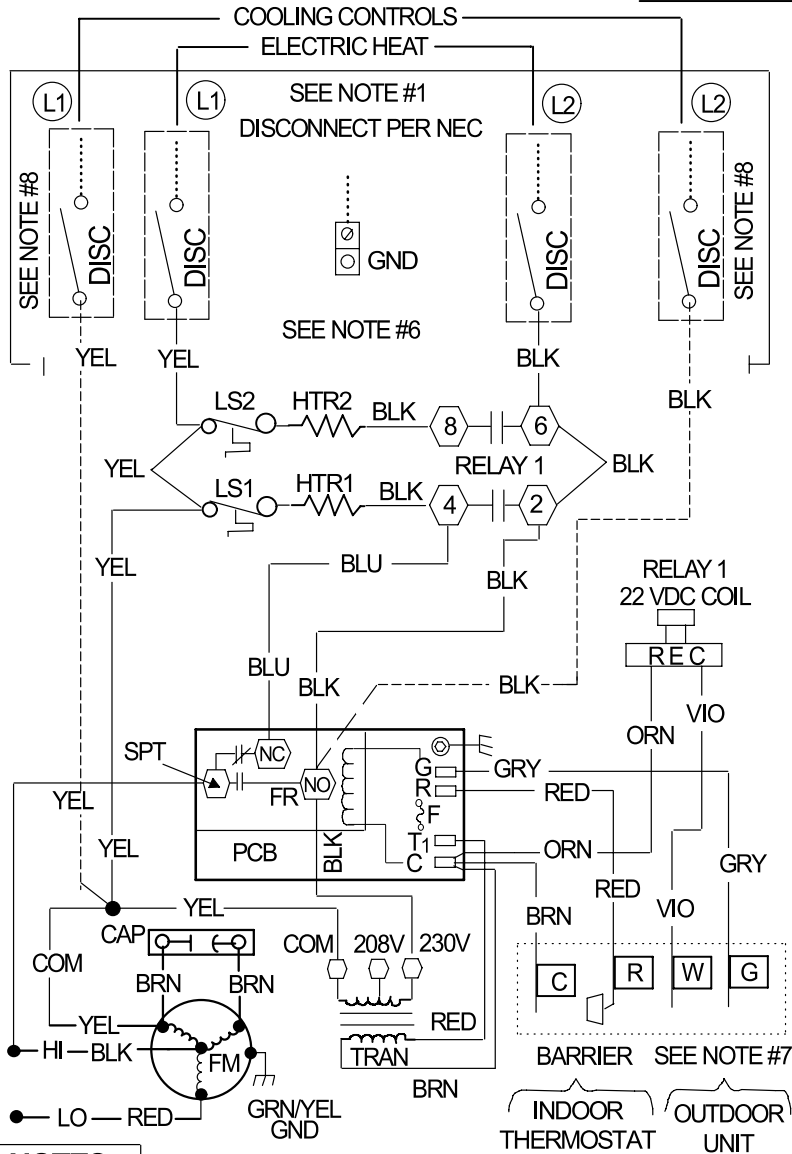 COOLING CONTROLS
ELECTRIC HEAT
L1
L1
SEE NOTE #1
DISCONNECT PER NEC
L2
L2
SEE NOTE #8
DISC
DISC
GND
DISC
DISC
SEE NOTE #8
SEE NOTE #6
YEL
YEL
BLK
BLK
LS2
HTR2
BLK
8
6
YEL
RELAY 1
BLK
LS1
HTR1
BLK
4
2
YEL
BLU
BLK
RELAY 1
22 VDC COIL
R E C
BLU
BLK
BLK
ORN
VIO
SPT
NC
FR
NO
G
GRY
R
RED
F
YEL
YEL
PCB
BLK
T1
C
ORN
BRN
RED
VIO
GRY
YEL
CAP
COM
COM
208V
230V
BRN
BRN
C
R
W
G
YEL
HI
BLK
FM
TRAN
RED
BRN
BARRIER
SEE NOTE #7
LO
RED
GRN/YEL
GND
INDOOR
THERMOSTAT
OUTDOOR
UNIT